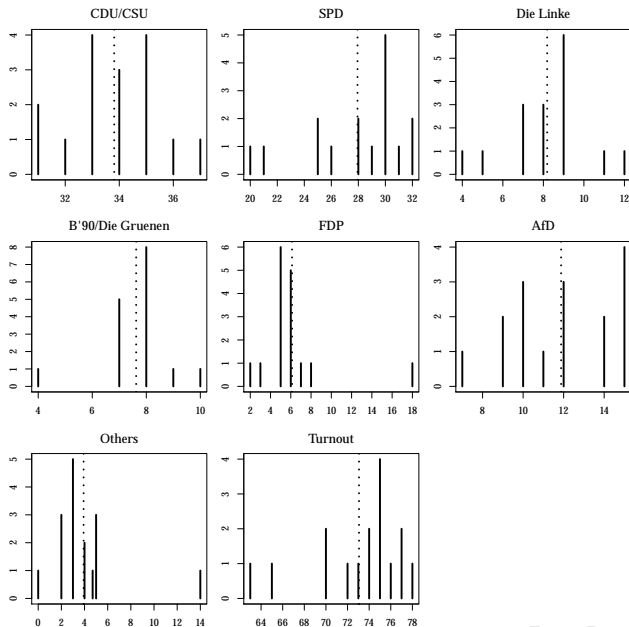 CDU/CSU
0 1 2 3 4
32 34 36
SPD
0 1 2 3 4 5
20 22 24 26 28 30 32
Die Linke
0 1 2 3 4 5 6
4 6 8 10 12
B'90/Die Gruenen
0 1 2 3 4 5 6 7 8
4 6 8 10
FDP
0 1 2 3 4 5 6
2 4 6 8 10 12 14 16 18
AfD
0 1 2 3 4
8 10 12 14
Others
0 1 2 3 4 5
0 2 4 6 8 10 12 14
Turnout
0 1 2 3 4
64 66 68 70 72 74 76 78